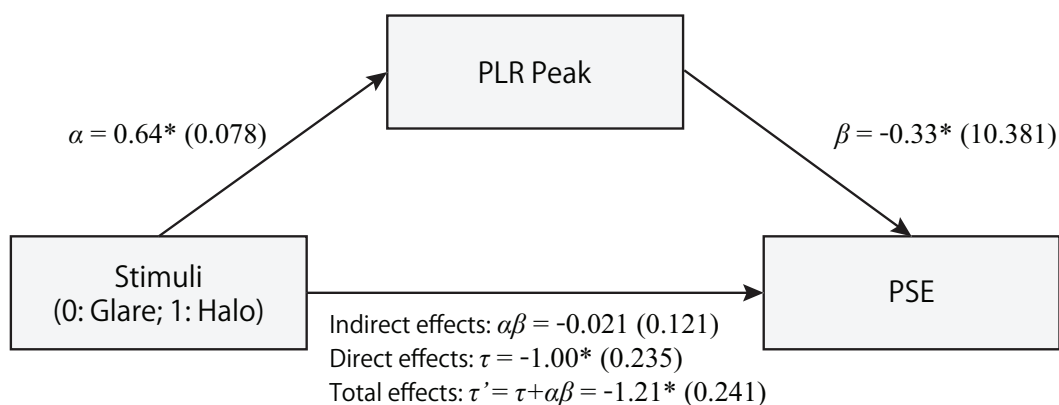 PLR Peak
α = 0.64* (0.078)
β = -0.33* (10.381)
Stimuli
(0: Glare; 1: Halo)
PSE
Indirect effects: αβ = -0.021 (0.121)
Direct effects: τ = -1.00* (0.235)
Total effects: τ’ = τ+αβ = -1.21* (0.241)